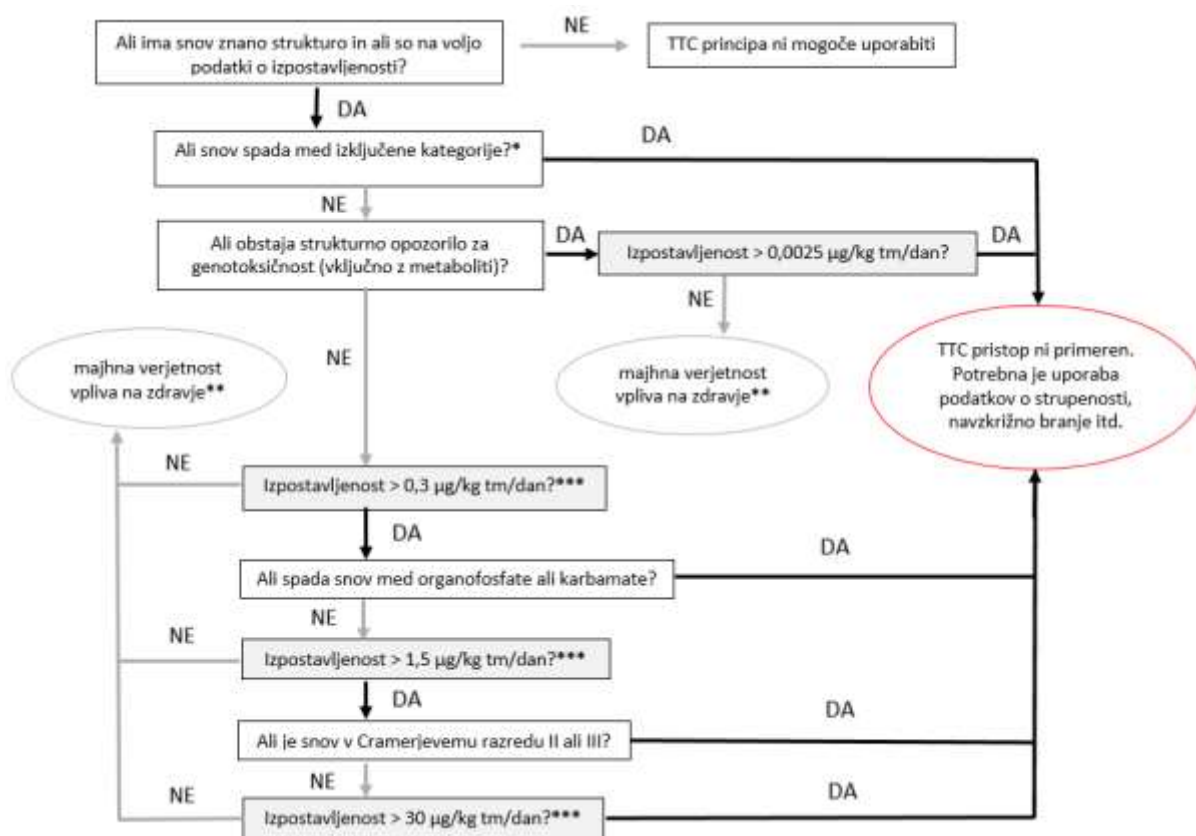 Ali ima snov znano strukturo in ali so na voljo
podatki o izpostavljenosti?
NE
TTC principa ni mogoče uporabiti
DA
Ali snov spada med izključene kategorije?*
DA
NE
Ali obstaja strukturno opozorilo za
genotoksičnost (vključno z metaboliti)?
DA
Izpostavljenost > 0,0025 µg/kg tm/dan?
DA
NE
NE
majhna verjetnost
vpliva na zdravje**
majhna verjetnost
vpliva na zdravje**
TTC pristop ni primeren.
Potrebna je uporaba
podatkov o strupenosti,
navzkrižno branje itd.
NE
Izpostavljenost > 0,3 µg/kg tm/dan?***
DA
DA
Ali spada snov med organofosfate ali karbamate?
NE
NE
Izpostavljenost > 1,5 µg/kg tm/dan?***
DA
DA
Ali je snov v Cramerjevemu razredu II ali III?
NE
NE
DA
Izpostavljenost > 30 µg/kg tm/dan?***